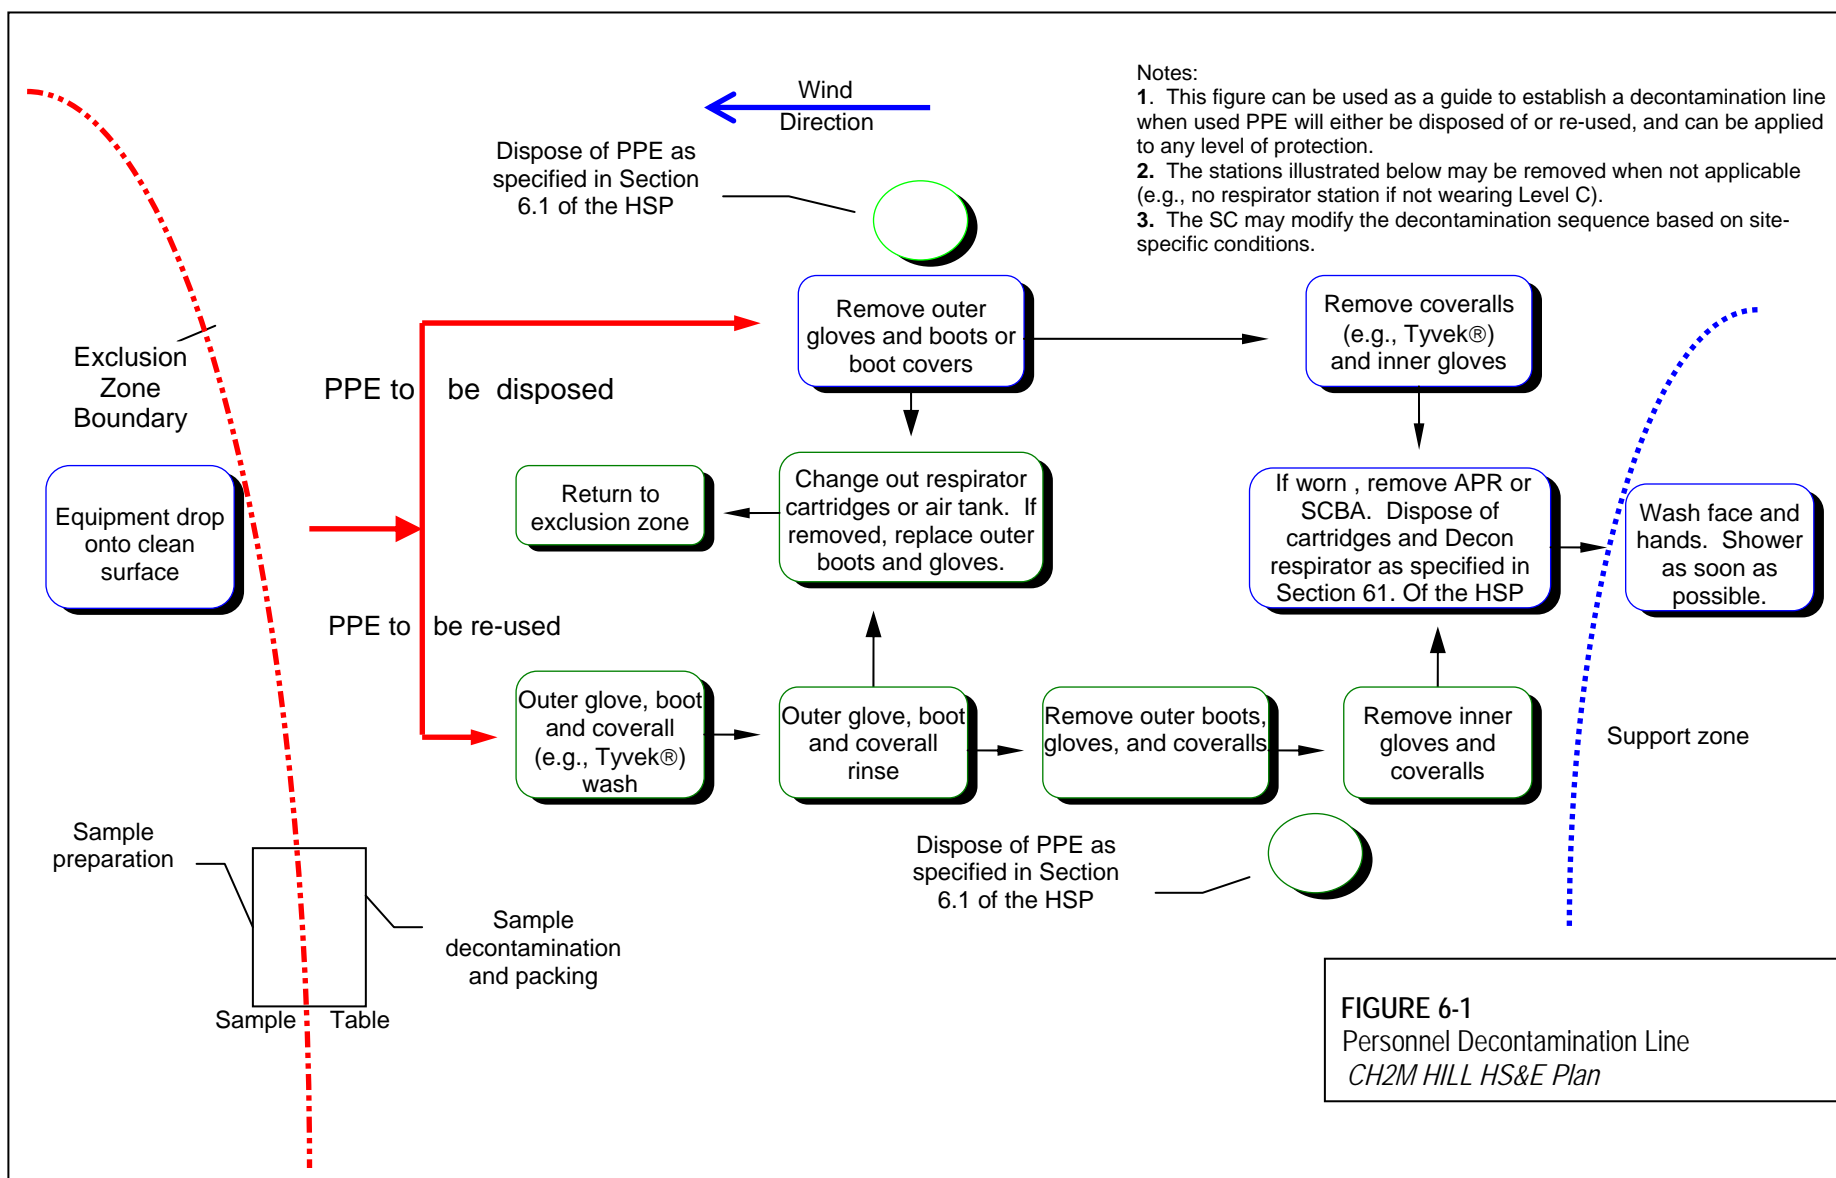 Wind
Direction
Notes:
1.  This figure can be used as a guide to establish a decontamination line
when used PPE will either be disposed of or re-used, and can be applied
to any level of protection.
2.  The stations illustrated below may be removed when not applicable
(e.g., no respirator station if not wearing Level C).
3.  The SC may modify the decontamination sequence based on site-
specific conditions.
Dispose of PPE as
specified in Section
6.1 of the HSP
Exclusion
Zone
Boundary
PPE to be disposed
Remove outer
gloves and boots or
boot covers
Remove coveralls
(e.g., Tyvek®)
and inner gloves
Equipment drop
onto clean
surface
Return to
exclusion zone
Change out respirator
cartridges or air tank.  If
removed, replace outer
boots and gloves.
If worn , remove APR or
SCBA.  Dispose of
cartridges and Decon
respirator as specified in
Section 61. Of the HSP
Wash face and
hands.  Shower
as soon as
possible.
PPE to be re-used
Outer glove, boot
and coverall
(e.g., Tyvek®)
wash
Outer glove, boot
and coverall
rinse
Remove outer boots,
gloves, and coveralls
Remove inner
gloves and
coveralls
Support zone
Dispose of PPE as
specified in Section
6.1 of the HSP
Sample
preparation
Sample
decontamination
and packing
Sample Table
FIGURE 6-1
Personnel Decontamination Line
CH2M HILL HS&E Plan